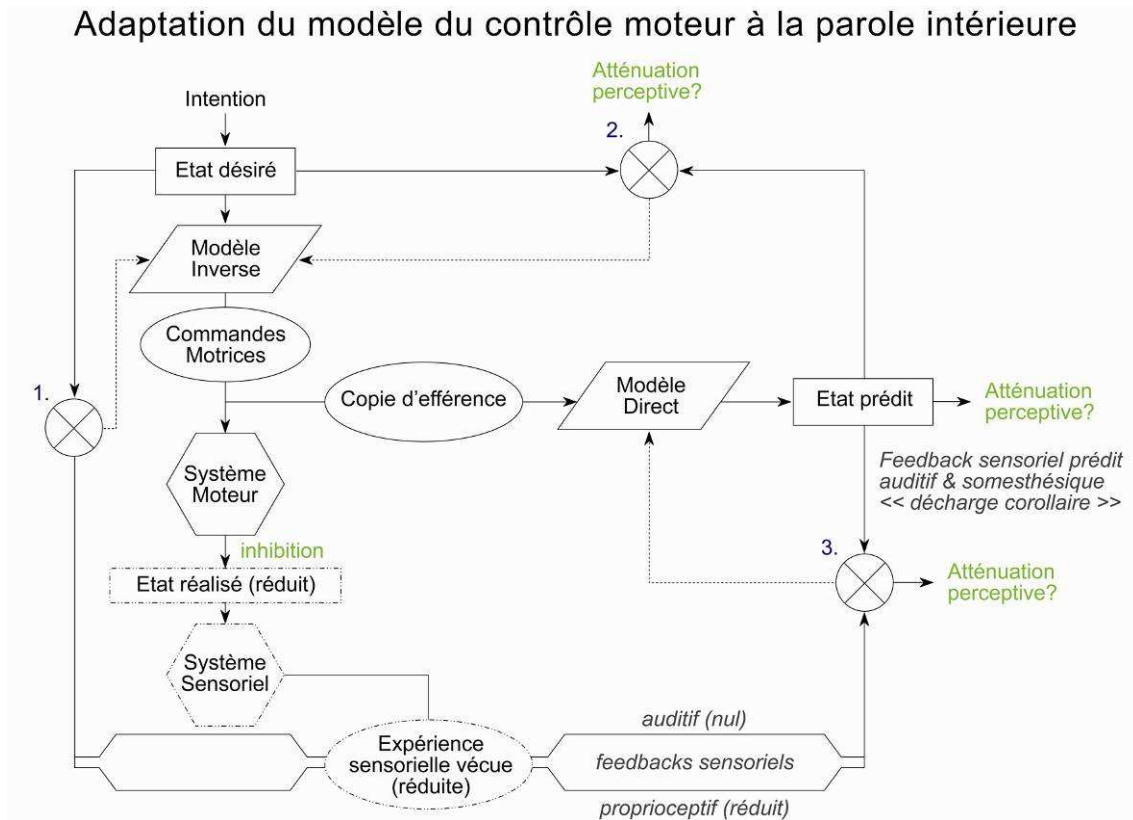 Adaptation du modèle du contrôle moteur à la parole intérieure
Atténuation
perceptive?
Intention
2.
Etat désiré
Modèle
Inverse
Commandes
Motrices
1.
Copie d'efférence
Modèle
Direct
Etat prédit
Atténuation
perceptive?
Feedback sensoriel prédit
auditif & somesthésique
<< décharge corollaire >>
Système
Moteur
inhibition
3.
Etat réalisé (réduit)
Atténuation
perceptive?
Système
Sensoriel
auditif (nul)
Expérience
sensorielle vécue
(réduite)
feedbacks sensoriels
proprioceptif (réduit)